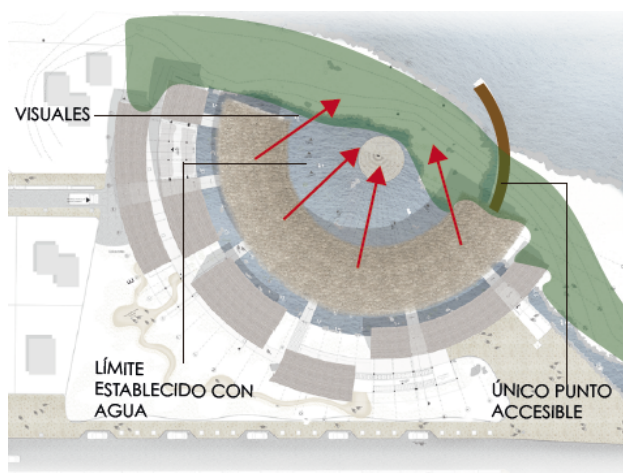 VISUALES
LÍMITE
ESTABLECIDO CON
AGUA
ÚNICO PUNTO
ACCESIBLE